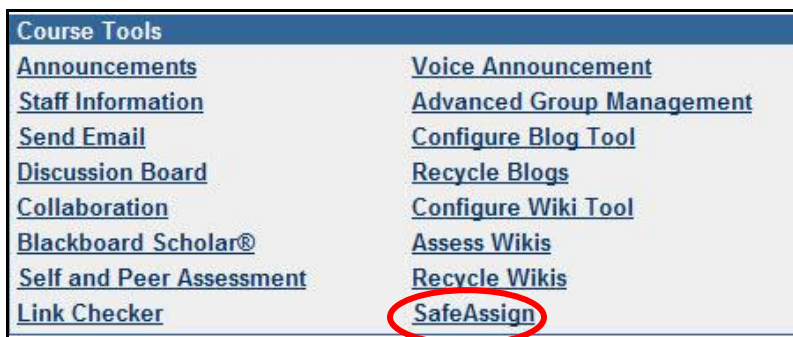 Course Tools
Announcements
Staff Information
Send Email
Discussion Board
Collaboration
Blackboard Scholar®
Self and Peer Assessment
Link Checker
Voice Announcement
Advanced Group Management
Configure Blog Tool
Recycle Blogs
Configure Wiki Tool
Assess Wikis
Recycle Wikis
SafeAssign